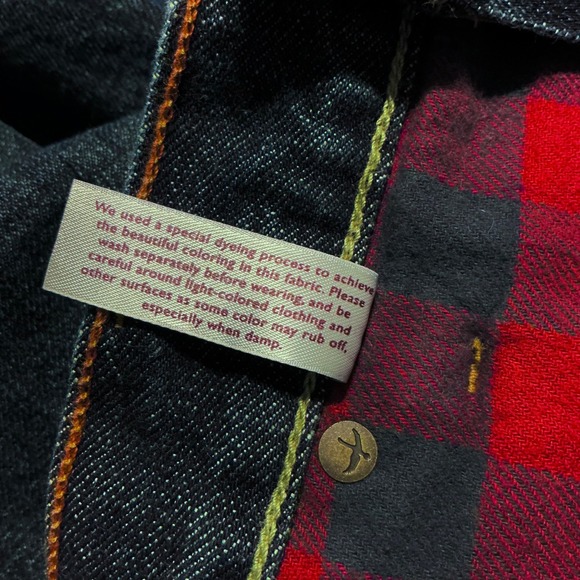 We used a special dyeing process to achieve
the beautiful coloring in this fabric. Please
wash separately before wearing, and be
careful around light-colored clothing and
other surfaces as some color may rub off,
especially when damp.